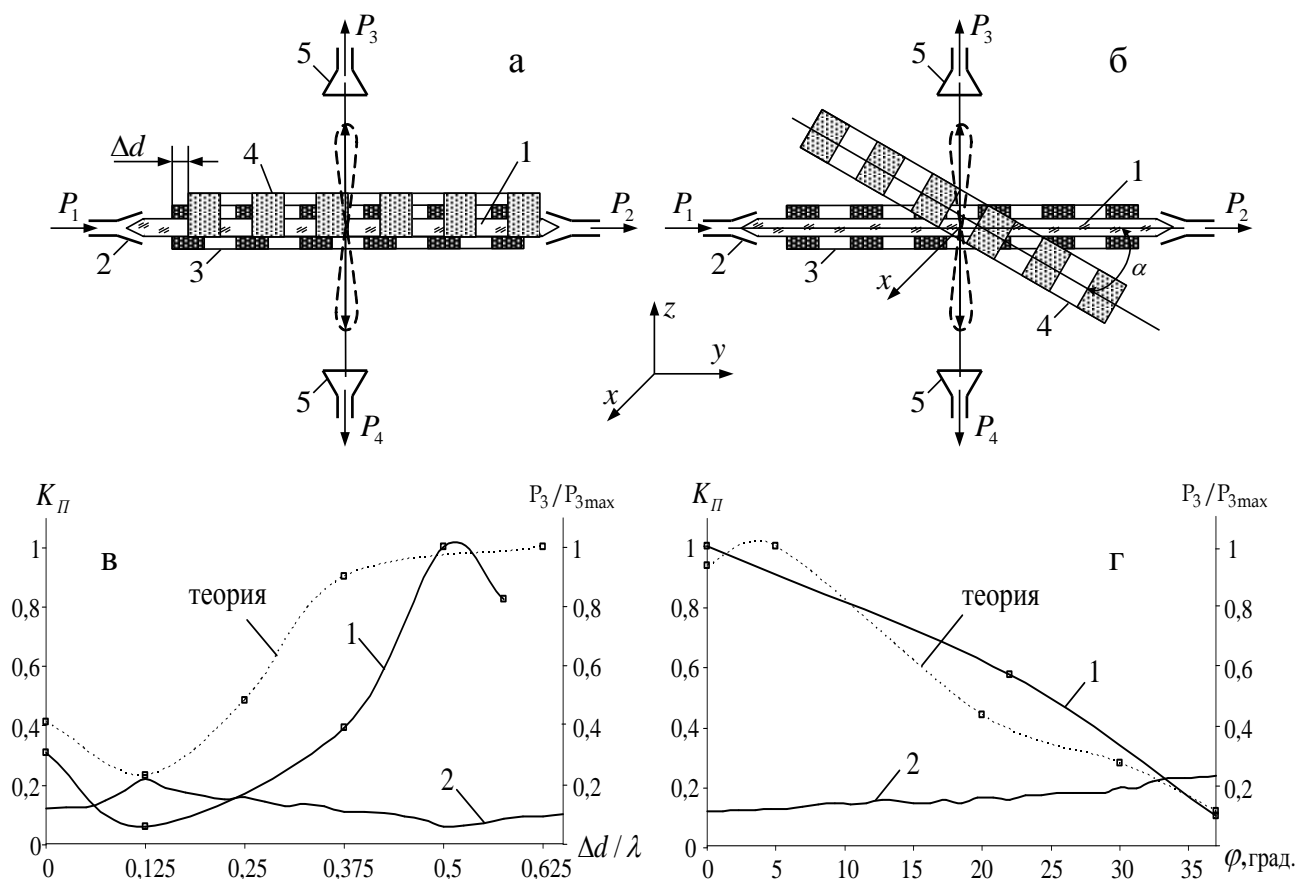 P3 P3
5 а 5 б
Δd 4 1 1
P1 P2 P1 P2
2 3 2 3 x α 4
z
y
x
5 5
P4 P4
KП P3/P3max KП P3/P3max
в г
1 1 1 1
теория теория
0,8 0,8 0,8 0,8
1 1
0,6 0,6 0,6 0,6
0,4 0,4 0,4 0,4
2 2
0,2 0,2 0,2 0,2
0 0 Δd/λ 0 0
0 0,125 0,25 0,375 0,5 0,625 0 5 10 15 20 25 30 35 φ,град.